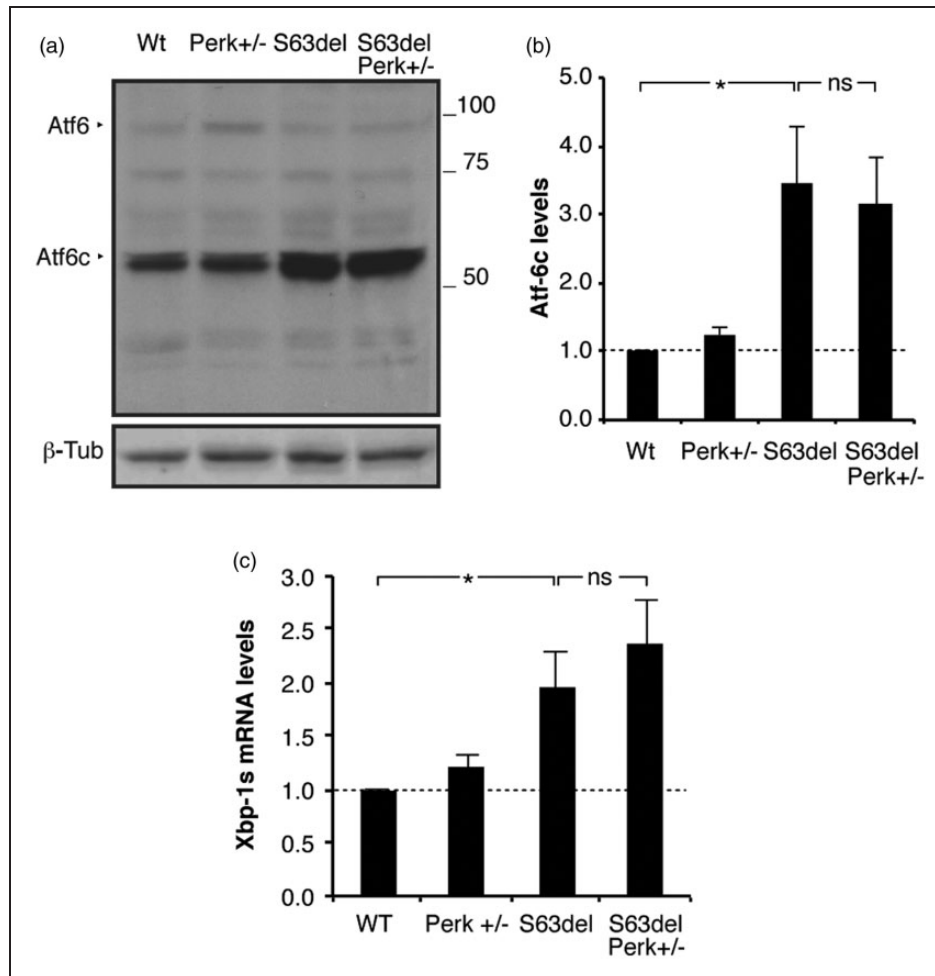 (a)
Wt Perk+/- S63del S63del
Perk+/-
Atf6
Atf6c
100
75
50
β-Tub
(b)
Atf-6c levels
5.0
4.0
3.0
2.0
1.0
0.0
* ns
Wt Perk+/- S63del S63del
Perk+/-
(c)
Xbp-1s mRNA levels
3.0
2.5
2.0
1.5
1.0
0.5
0.0
* ns
WT Perk +/- S63del S63del
Perk+/-